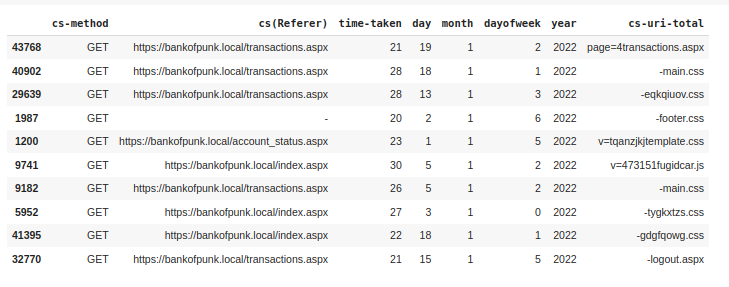 cs-method cs(Referer) time-taken day month dayofweek year cs-uri-total
43768 GET https://bankofpunk.local/transactions.aspx 21 19 1 2 2022 page=4transactions.aspx
40902 GET https://bankofpunk.local/transactions.aspx 28 18 1 1 2022 -main.css
29639 GET https://bankofpunk.local/transactions.aspx 28 13 1 3 2022 -eqkqiuov.css
1987 GET - 20 2 1 6 2022 -footer.css
1200 GET https://bankofpunk.local/account_status.aspx 23 1 1 5 2022 v=tqanzjkjtemplate.css
9741 GET https://bankofpunk.local/index.aspx 30 5 1 2 2022 v=473151fugidcar.js
9182 GET https://bankofpunk.local/transactions.aspx 26 5 1 2 2022 -main.css
5952 GET https://bankofpunk.local/index.aspx 27 3 1 0 2022 -tygkxtzs.css
41395 GET https://bankofpunk.local/index.aspx 22 18 1 1 2022 -gdgfqowg.css
32770 GET https://bankofpunk.local/transactions.aspx 21 15 1 5 2022 -logout.aspx